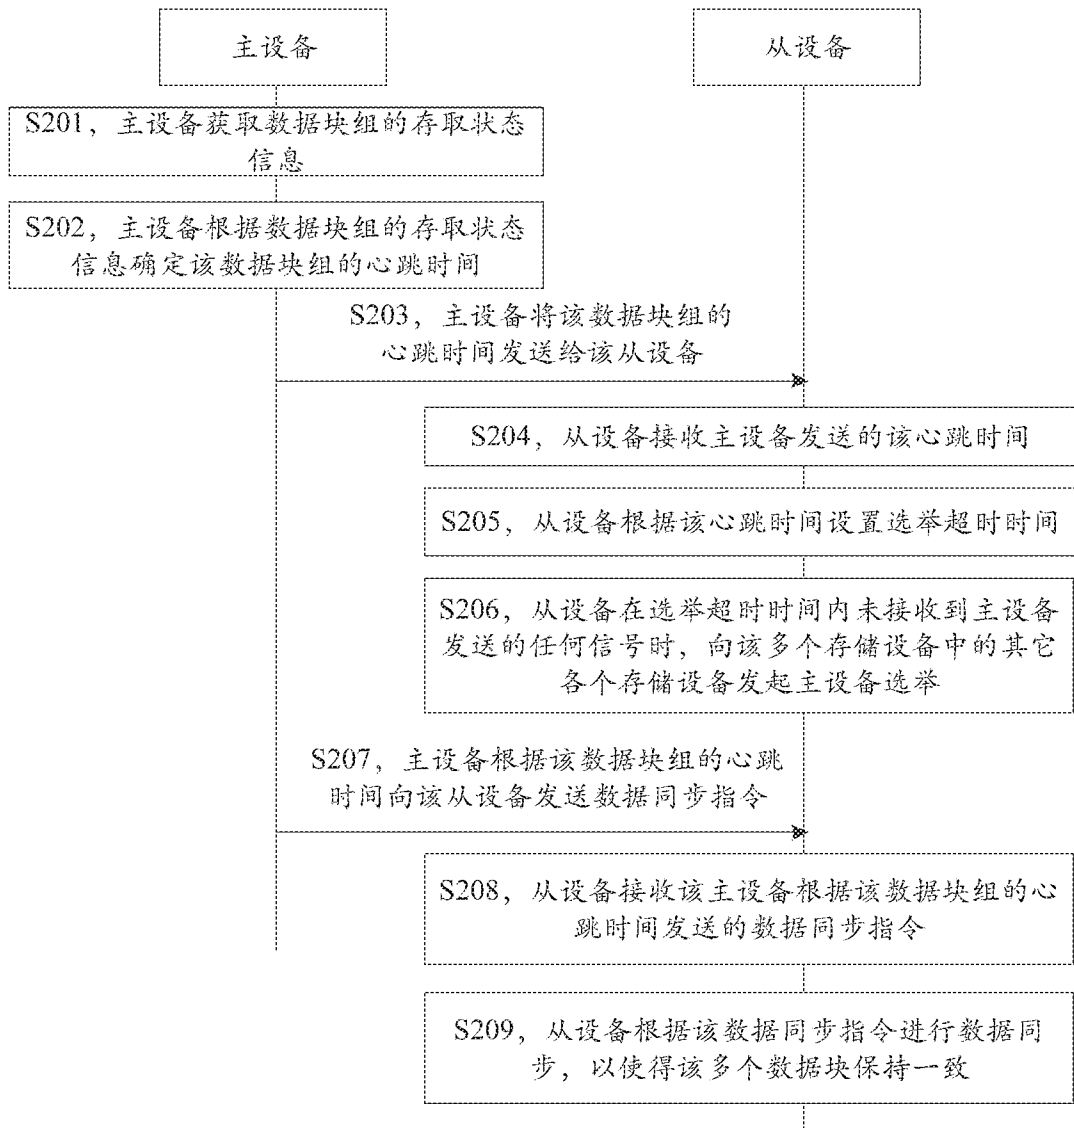 主设备
从设备
S201，主设备获取数据块组的存取状态
信息
S202，主设备根据数据块组的存取状态
信息确定该数据块组的心跳时间
S203，主设备将该数据块组的
心跳时间发送给该从设备
S204，从设备接收主设备发送的该心跳时间
S205，从设备根据该心跳时间设置选举超时时间
S206，从设备在选举超时时间内未接收到主设备
发送的任何信号时，向该多个存储设备中的其它
各个存储设备发起主设备选举
S207，主设备根据该数据块组的心跳
时间向该从设备发送数据同步指令
S208，从设备接收该主设备根据该数据块组的心
跳时间发送的数据同步指令
S209，从设备根据该数据同步指令进行数据同
步，以使得该多个数据块保持一致